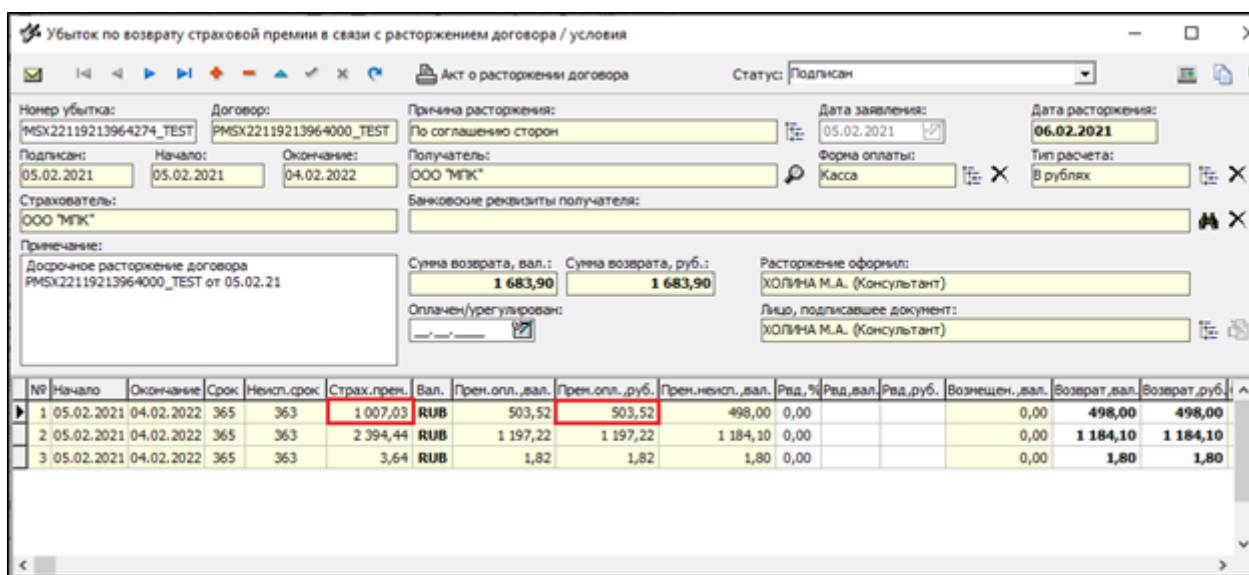 Убыток по возврату страховой премии в связи с расторжением договора / условия
Акт о расторжении договора Статус: Подписан
Номер убытка: Договор: Причина расторжения: Дата заявления: Дата расторжения:
MSX22119213964274_TEST PMSX22119213964000_TEST По соглашению сторон 05.02.2021 06.02.2021
Подписан: Начало: Окончание: Получатель: Форма оплаты: Тип расчета:
05.02.2021 05.02.2021 04.02.2022 ООО "МПК" Касса В рублях
Страхователь: Банковские реквизиты получателя:
ООО "МПК"
Примечание:
Досрочное расторжение договора
PMSX22119213964000_TEST от 05.02.21
Сумма возврата, вал.: Сумма возврата, руб.: Расторжение оформил:
1 683,90 1 683,90 ХОЛИНА М.А. (Консультант)
Оплачен/урегулирован: Лицо, подписавшее документ:
__.__.____ ХОЛИНА М.А. (Консультант)
№ Начало Окончание Срок Неисп.срок Страх.прен. Вал. Прен.опл.,вал. Прен.опл.,руб. Прен.неисп.,вал. Рвд,% Рвд,вал. Рвд,руб. Возмещен.,вал. Возврат,вал. Возврат,руб.
1 05.02.2021 04.02.2022 365 363 1 007,03 RUB 503,52 503,52 498,00 0,00 0,00 498,00 498,00
2 05.02.2021 04.02.2022 365 363 2 394,44 RUB 1 197,22 1 197,22 1 184,10 0,00 0,00 1 184,10 1 184,10
3 05.02.2021 04.02.2022 365 363 3,64 RUB 1,82 1,82 1,80 0,00 0,00 1,80 1,80